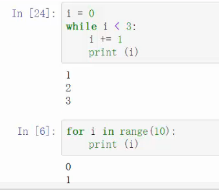 In [24]: i = 0
while i < 3:
    i += 1
    print (i)
1
2
3
In [6]: for i in range(10):
    print (i)
0
1